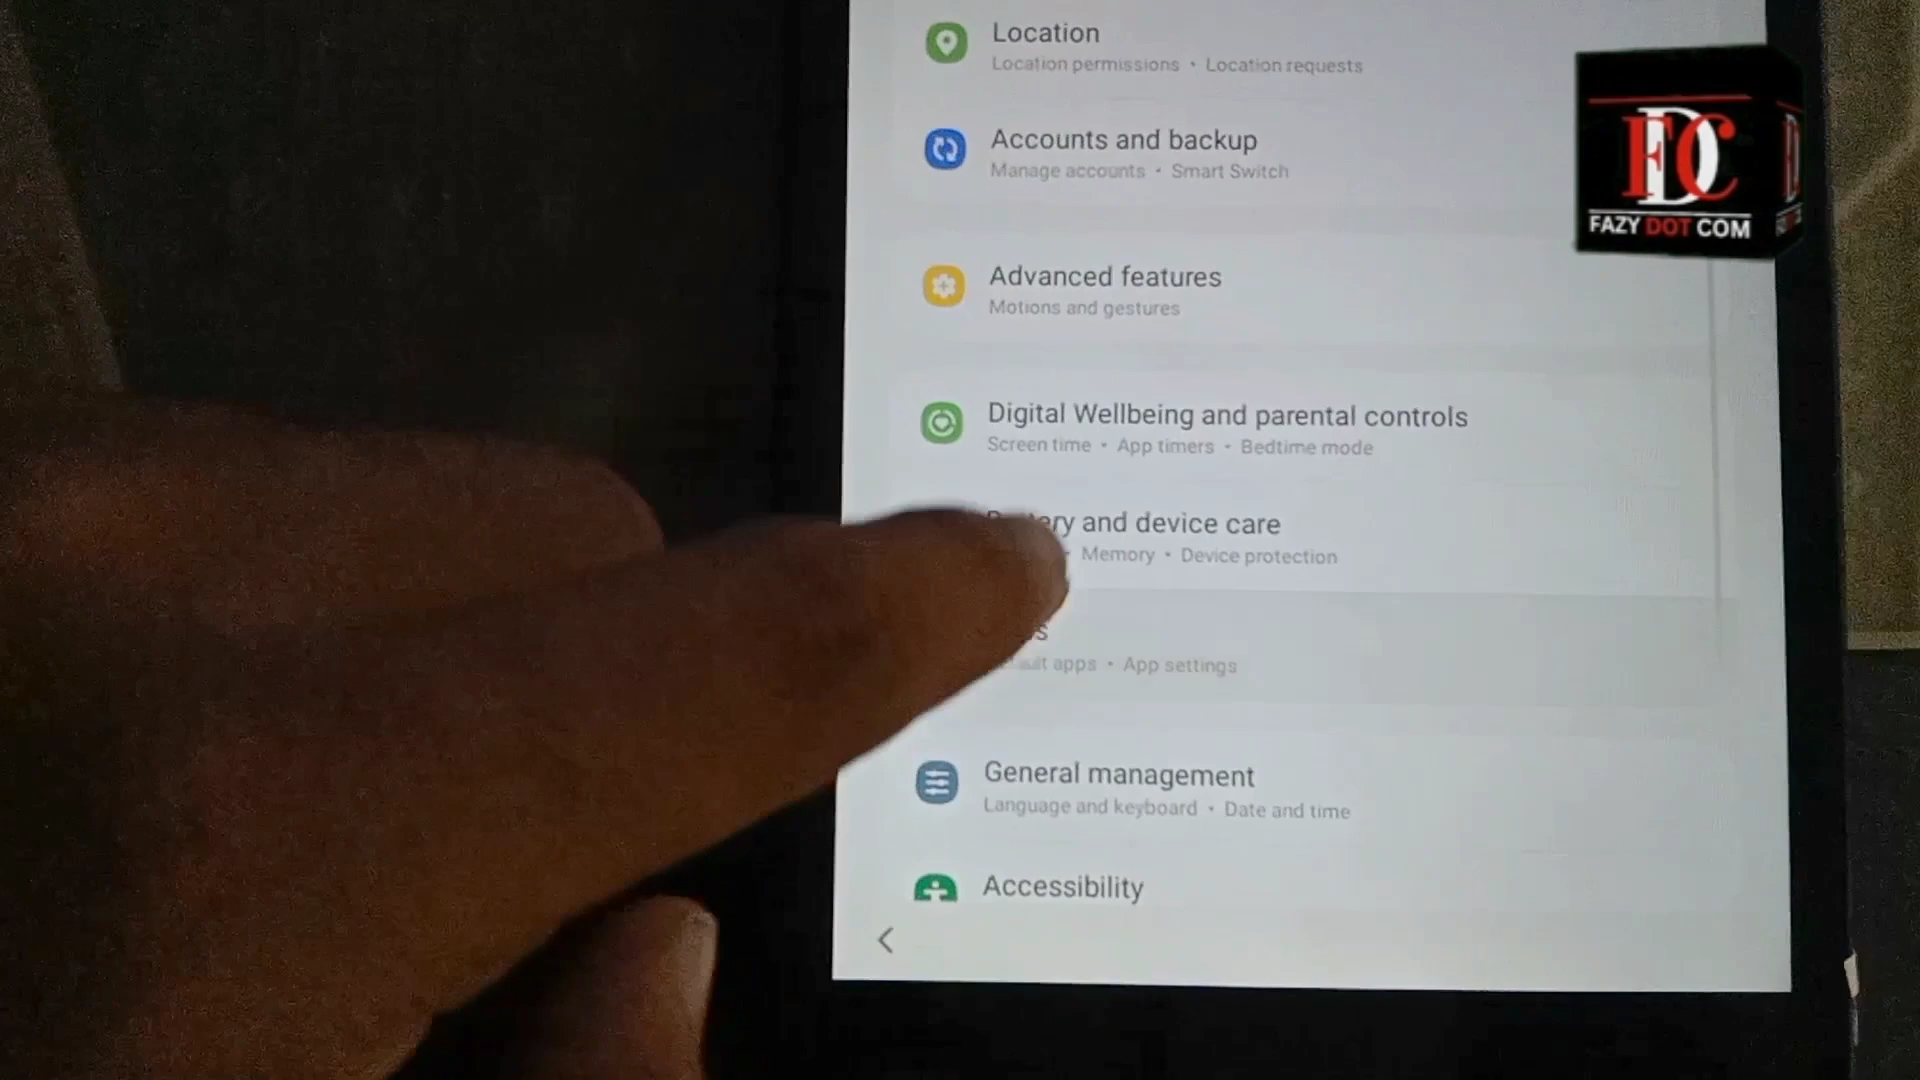 Location
Location permissions • Location requests
Accounts and backup
Manage accounts • Smart Switch
FDC
FAZY DOT COM
Advanced features
Motions and gestures
Digital Wellbeing and parental controls
Screen time • App timers • Bedtime mode
and device care
Memory • Device protection
apps • App settings
General management
Language and keyboard • Date and time
Accessibility